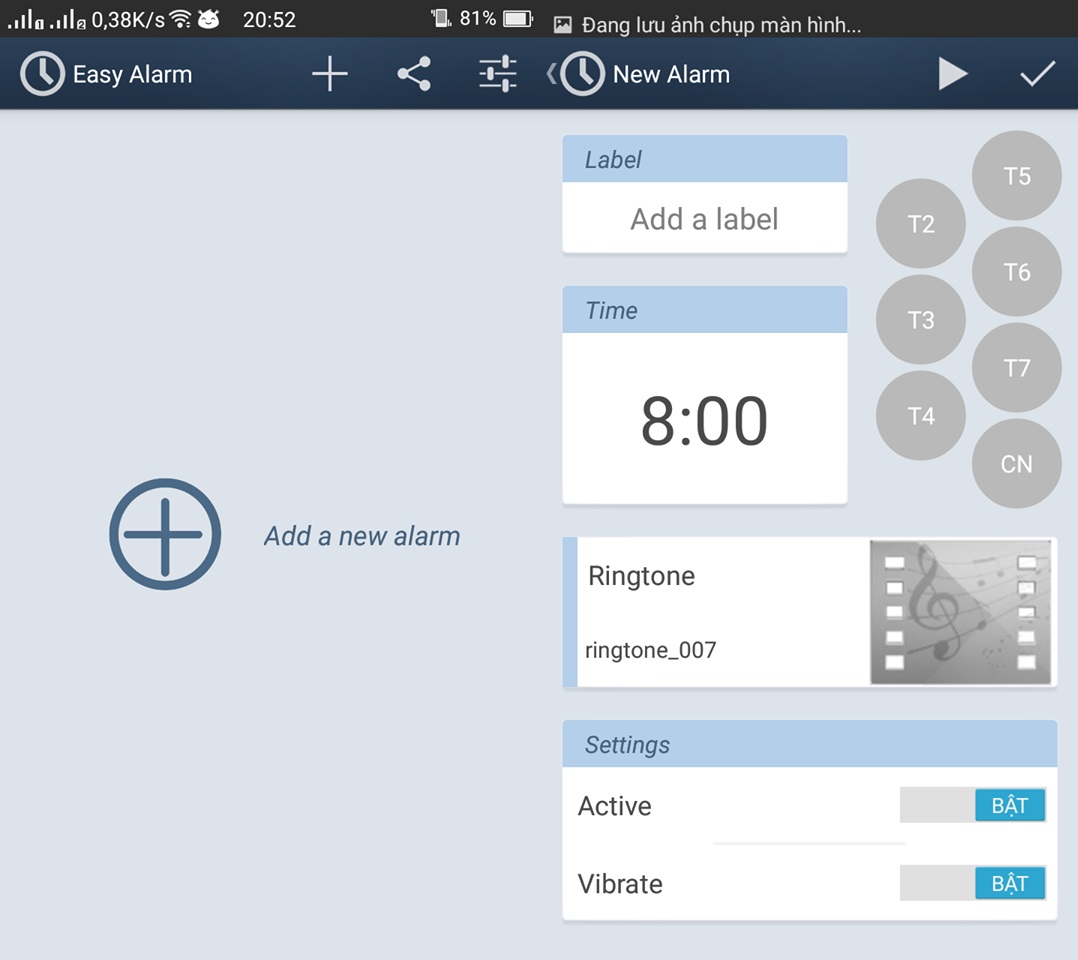 0,38K/s 20:52 81%
Easy Alarm
Add a new alarm
Đang lưu ảnh chụp màn hình...
New Alarm
Label
Add a label
Time
8:00
T2
T3
T4
T5
T6
T7
CN
Ringtone
ringtone_007
Settings
Active BẬT
Vibrate BẬT